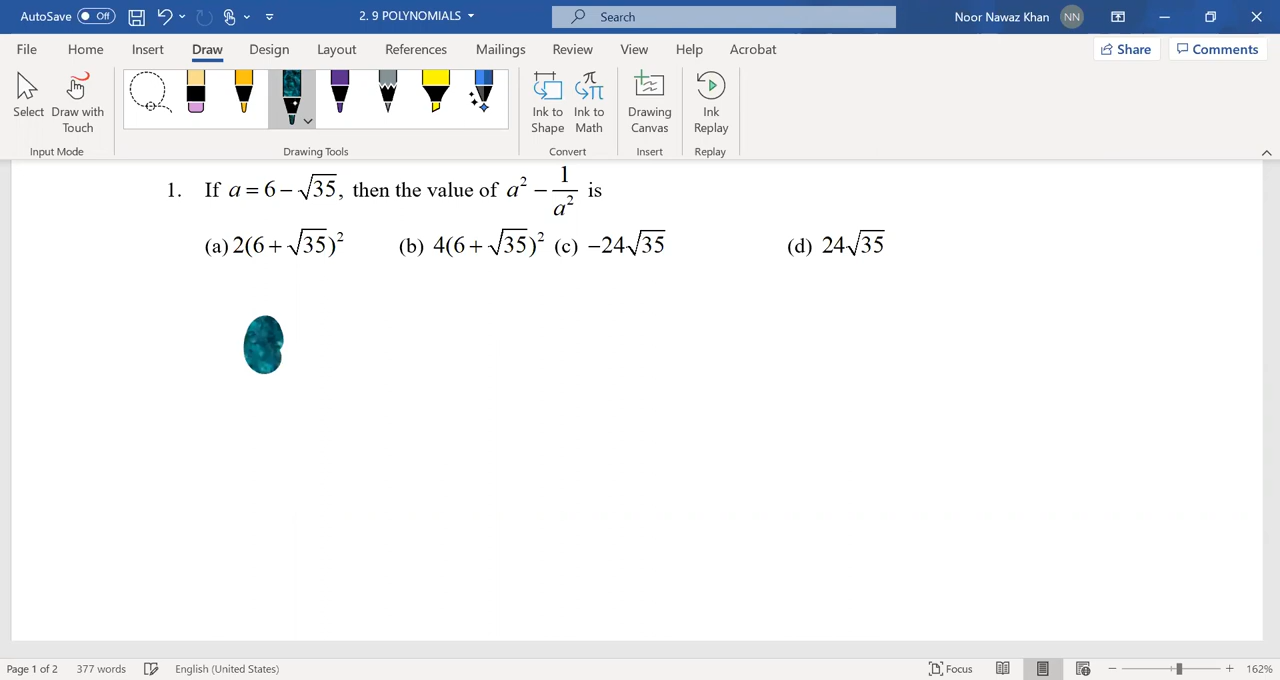 AutoSave Off 2. 9 POLYNOMIALS Search Noor Nawaz Khan NN
File Home Insert Draw Design Layout References Mailings Review View Help Acrobat Share Comments
Select Draw with Touch Ink to Shape Ink to Math Drawing Canvas Ink Replay
Input Mode Drawing Tools Convert Insert Replay
1. If a = 6 − √35, then the value of a² − 1/a² is
(a) 2(6 + √35)² (b) 4(6 + √35)² (c) −24√35 (d) 24√35
Page 1 of 2 377 words English (United States) Focus 162%